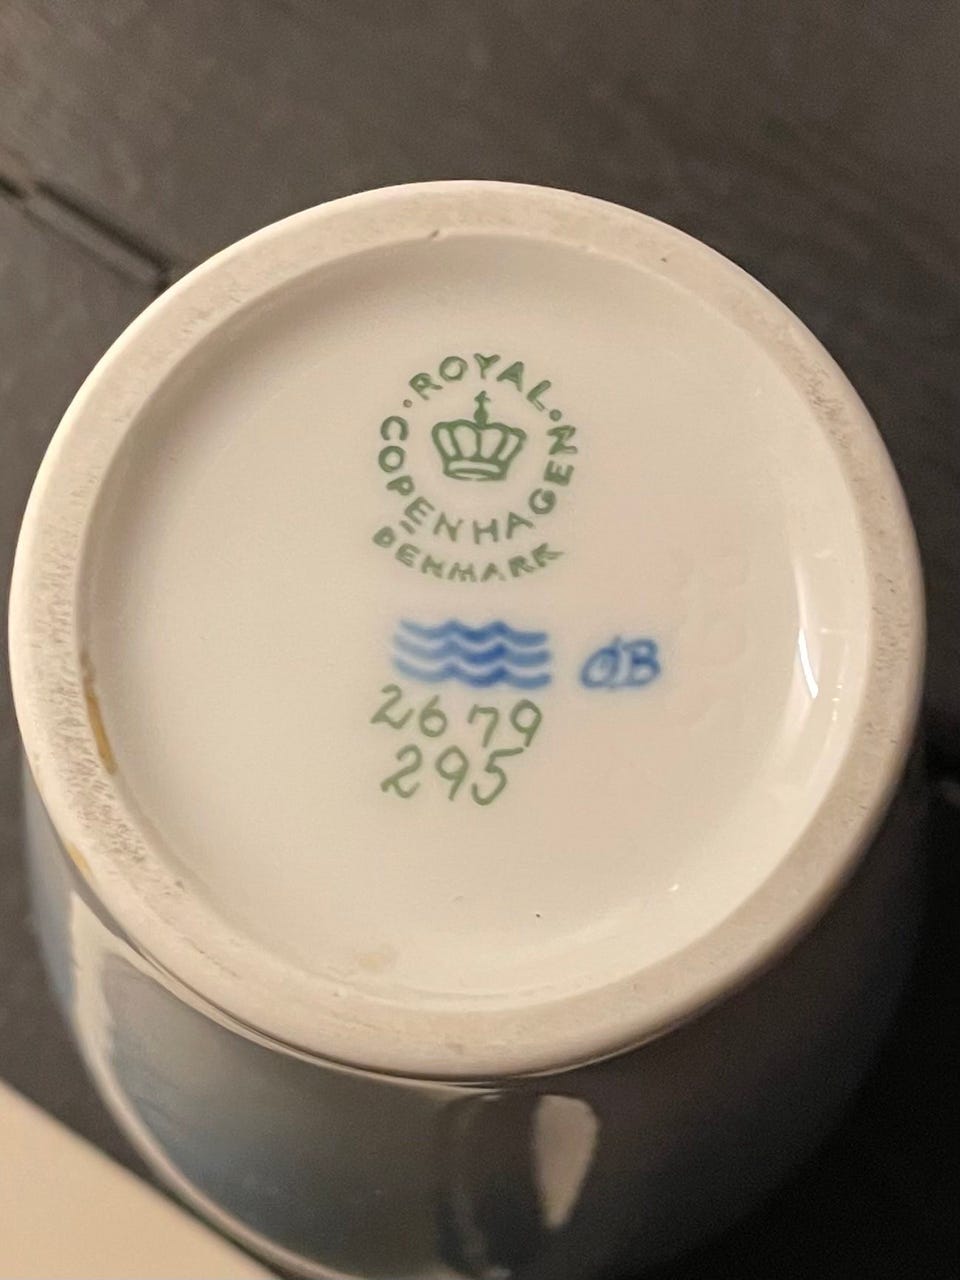 ROYAL
COPENHAGEN
DENMARK
ØB
2679
295